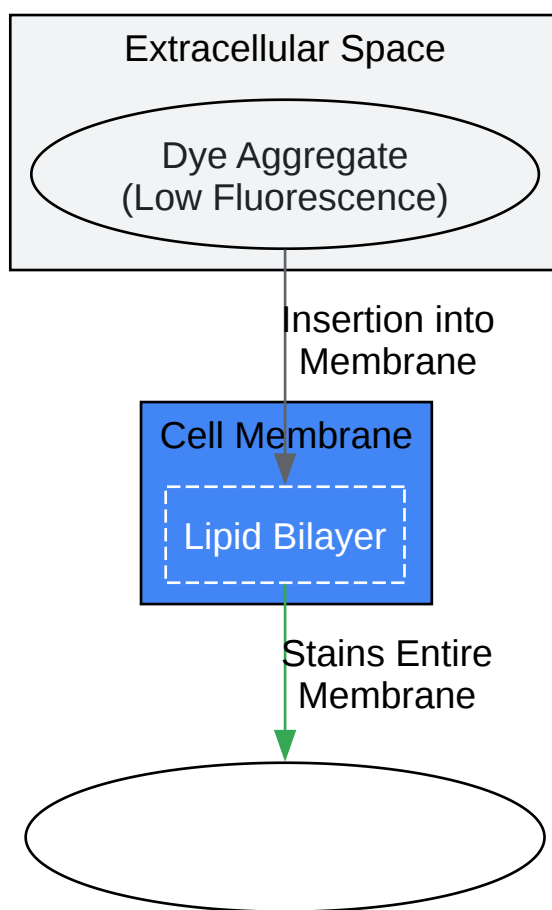 Extracellular Space
Dye Aggregate
(Low Fluorescence)
Insertion into
Membrane
Cell Membrane
Lipid Bilayer
Stains Entire
Membrane